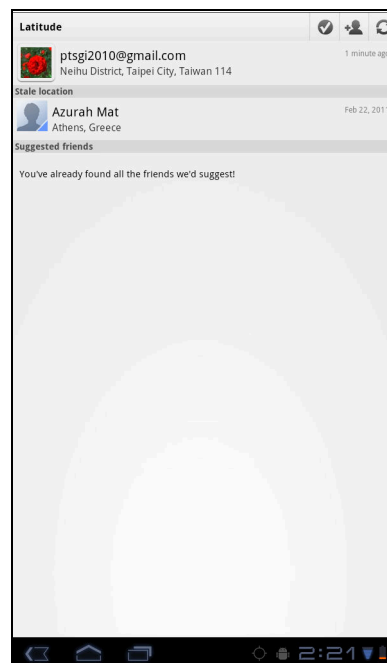 Latitude
ptsgi2010@gmail.com
1 minute ago
Neihu District, Taipei City, Taiwan 114
Stale location
Azurah Mat
Feb 22, 2011
Athens, Greece
Suggested friends
You've already found all the friends we'd suggest!
2:21